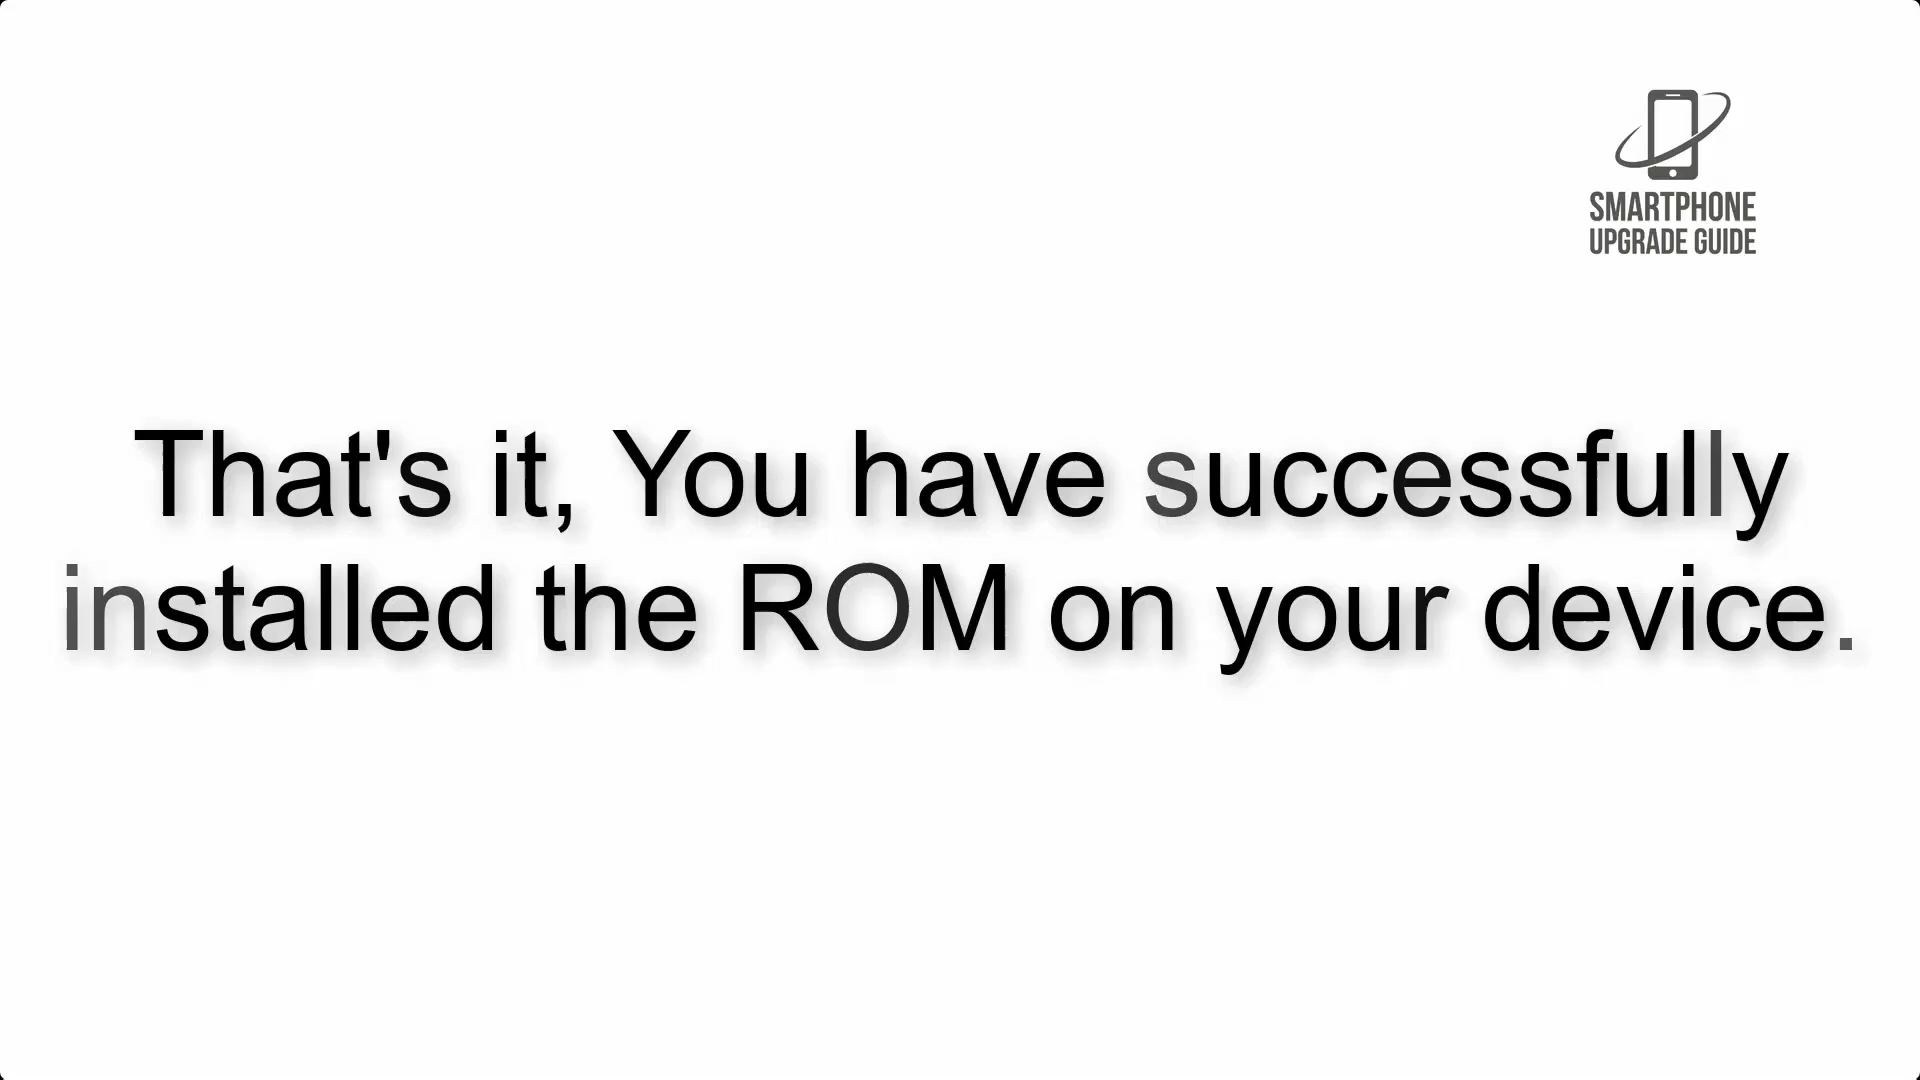 SMARTPHONE
UPGRADE GUIDE
That's it, You have successfully
installed the ROM on your device.